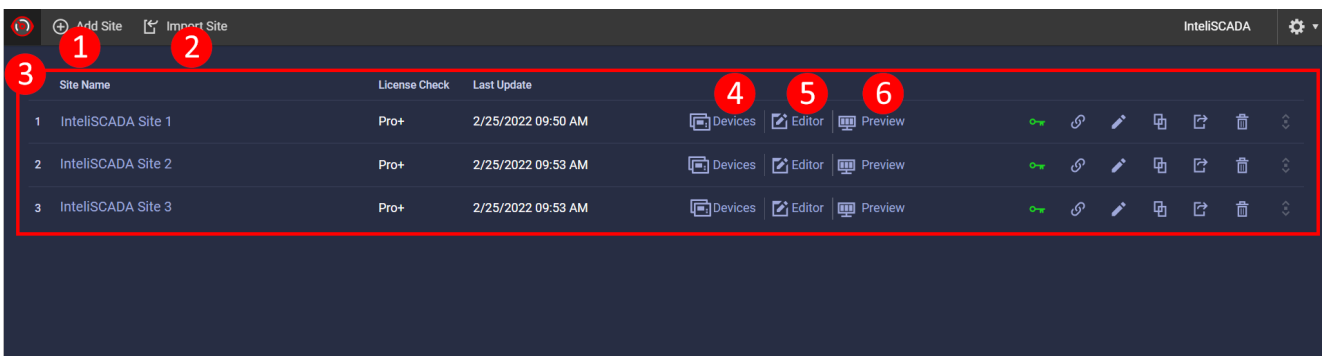 Add Site Import Site InteliSCADA
1 2
3 Site Name License Check Last Update
4 5 6
1 InteliSCADA Site 1 Pro+ 2/25/2022 09:50 AM Devices Editor Preview
2 InteliSCADA Site 2 Pro+ 2/25/2022 09:53 AM Devices Editor Preview
3 InteliSCADA Site 3 Pro+ 2/25/2022 09:53 AM Devices Editor Preview